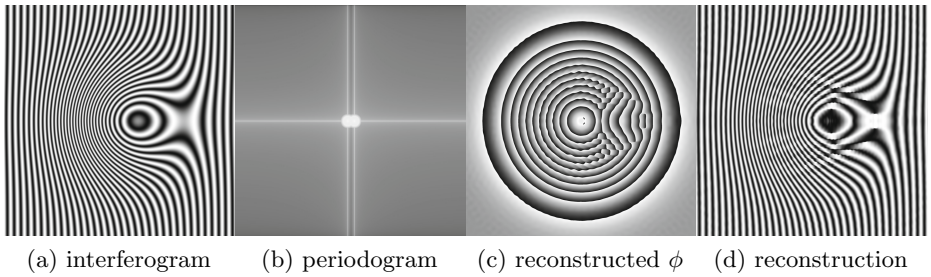 (a) interferogram (b) periodogram (c) reconstructed ϕ (d) reconstruction